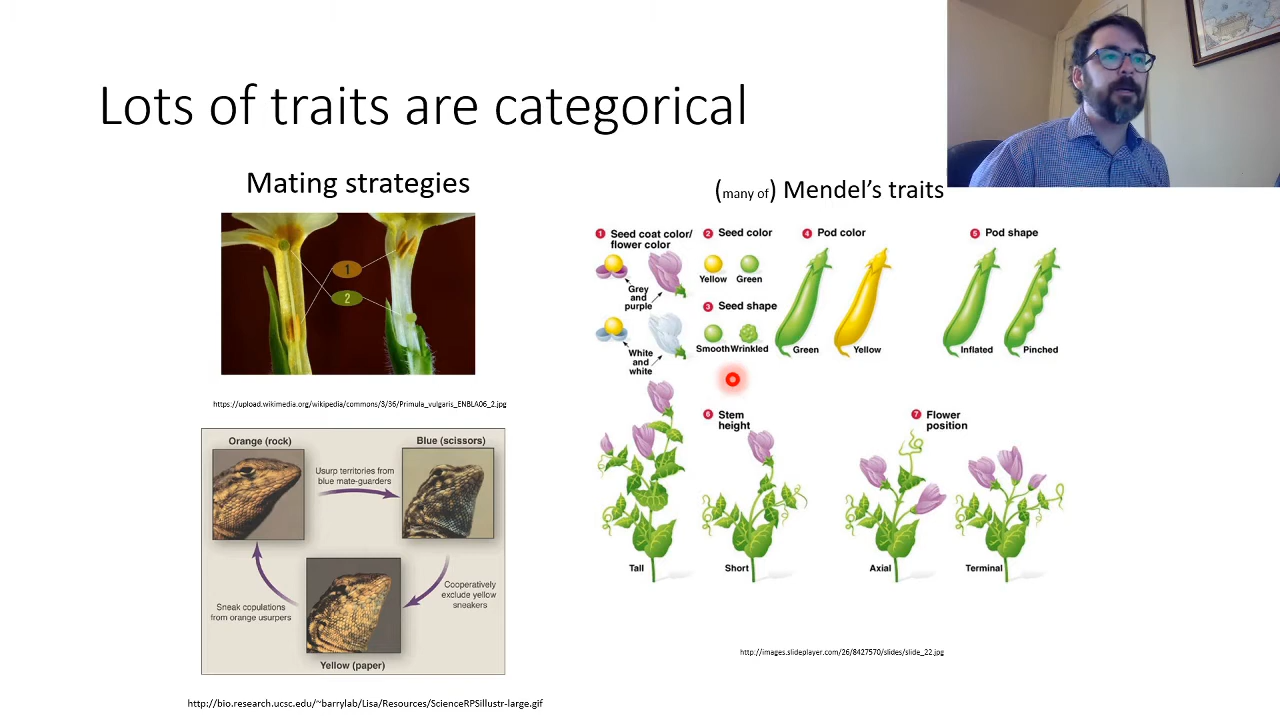 Lots of traits are categorical
Mating strategies
1
2
https://upload.wikimedia.org/wikipedia/commons/3/36/Primula_vulgaris_ENBLA06_2.jpg
Orange (rock)
Blue (scissors)
Usurp territories from
blue mate-guarders
Cooperatively
exclude yellow
sneakers
Sneak copulations
from orange usurpers
Yellow (paper)
http://bio.research.ucsc.edu/~barrylab/Lisa/Resources/ScienceRPSillustr-large.gif
(many of) Mendel's traits
1 Seed coat color/
flower color
Grey
and
purple
White
and
white
2 Seed color
Yellow Green
3 Seed shape
Smooth Wrinkled
4 Pod color
Green Yellow
5 Pod shape
Inflated Pinched
6 Stem
height
Tall Short
7 Flower
position
Axial Terminal
http://images.slideplayer.com/26/8427570/slides/slide_22.jpg